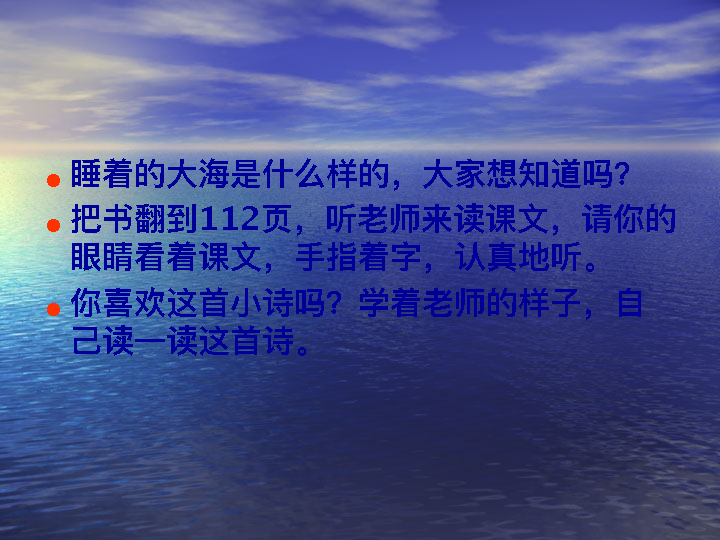 睡着的大海是什么样的，大家想知道吗？
把书翻到112页，听老师来读课文，请你的
眼睛看着课文，手指着字，认真地听。
你喜欢这首小诗吗？学着老师的样子，自
己读一读这首诗。